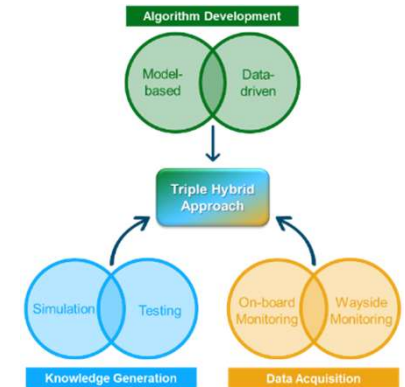 Algorithm Development
Model-
based
Data-
driven
Triple Hybrid
Approach
Simulation
Testing
On-board
Monitoring
Wayside
Monitoring
Knowledge Generation
Data Acquisition